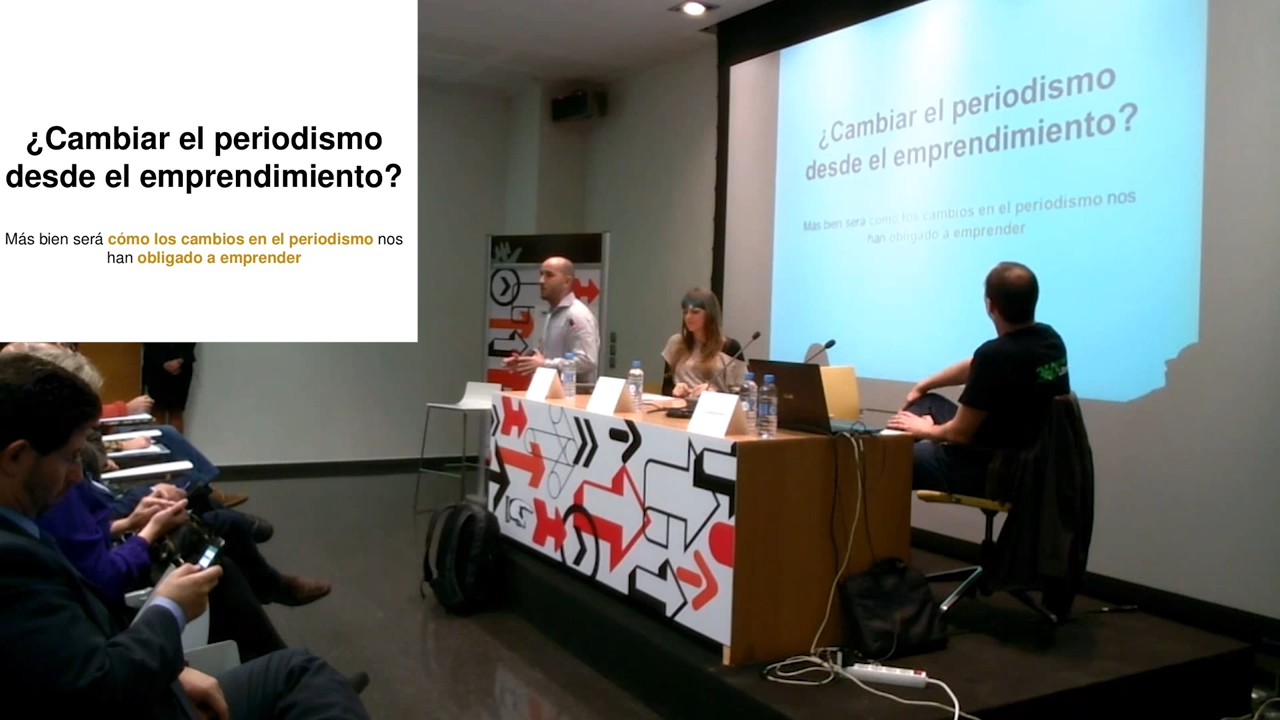 ¿Cambiar el periodismo
desde el emprendimiento?
Más bien será cómo los cambios en el periodismo nos
han obligado a emprender
¿Cambiar el periodismo
desde el emprendimiento?
Más bien será cómo los cambios en el periodismo nos
han obligado a emprender